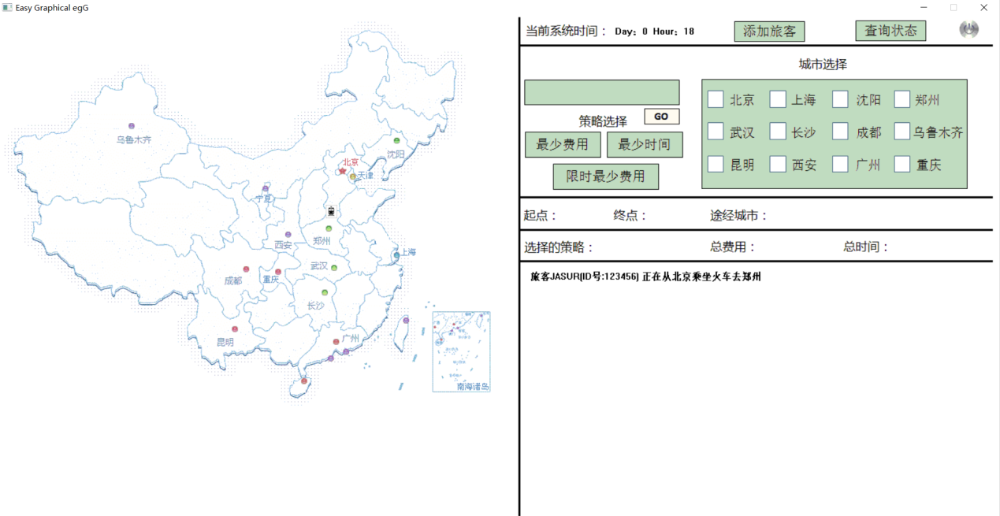 Easy Graphical egG
当前系统时间： Day: 0 Hour: 18
添加旅客
查询状态
城市选择
GO
策略选择
最少费用
最少时间
限时最少费用
北京
上海
沈阳
郑州
武汉
长沙
成都
乌鲁木齐
昆明
西安
广州
重庆
起点：
终点：
途经城市：
选择的策略：
总费用：
总时间：
旅客JASUR(ID号:123456) 正在从北京乘坐火车去郑州
乌鲁木齐
沈阳
北京
天津
宁夏
西安
郑州
上海
武汉
成都
重庆
长沙
昆明
广州
南海诸岛